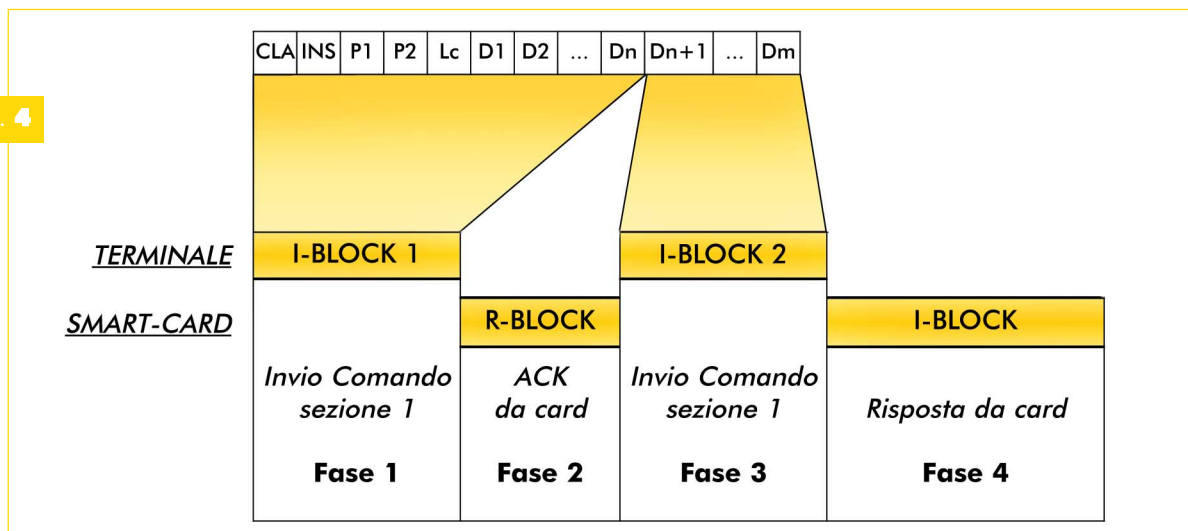 CLA INS P1 P2 Lc D1 D2 ... Dn Dn+1 ... Dm
. 4
TERMINALE I-BLOCK 1 I-BLOCK 2
SMART-CARD R-BLOCK I-BLOCK
Invio Comando sezione 1
ACK da card
Invio Comando sezione 1
Risposta da card
Fase 1 Fase 2 Fase 3 Fase 4